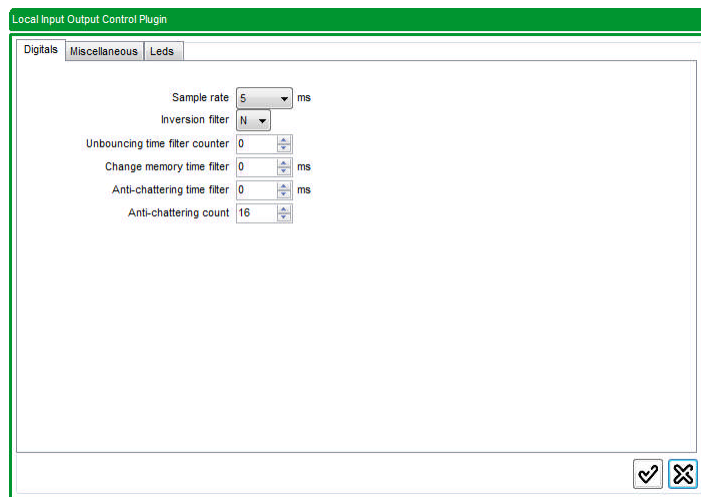 Local Input Output Control Plugin
Digitals Miscellaneous Leds
Sample rate 5 ms
Inversion filter N
Unbouncing time filter counter 0
Change memory time filter 0 ms
Anti-chattering time filter 0 ms
Anti-chattering count 16